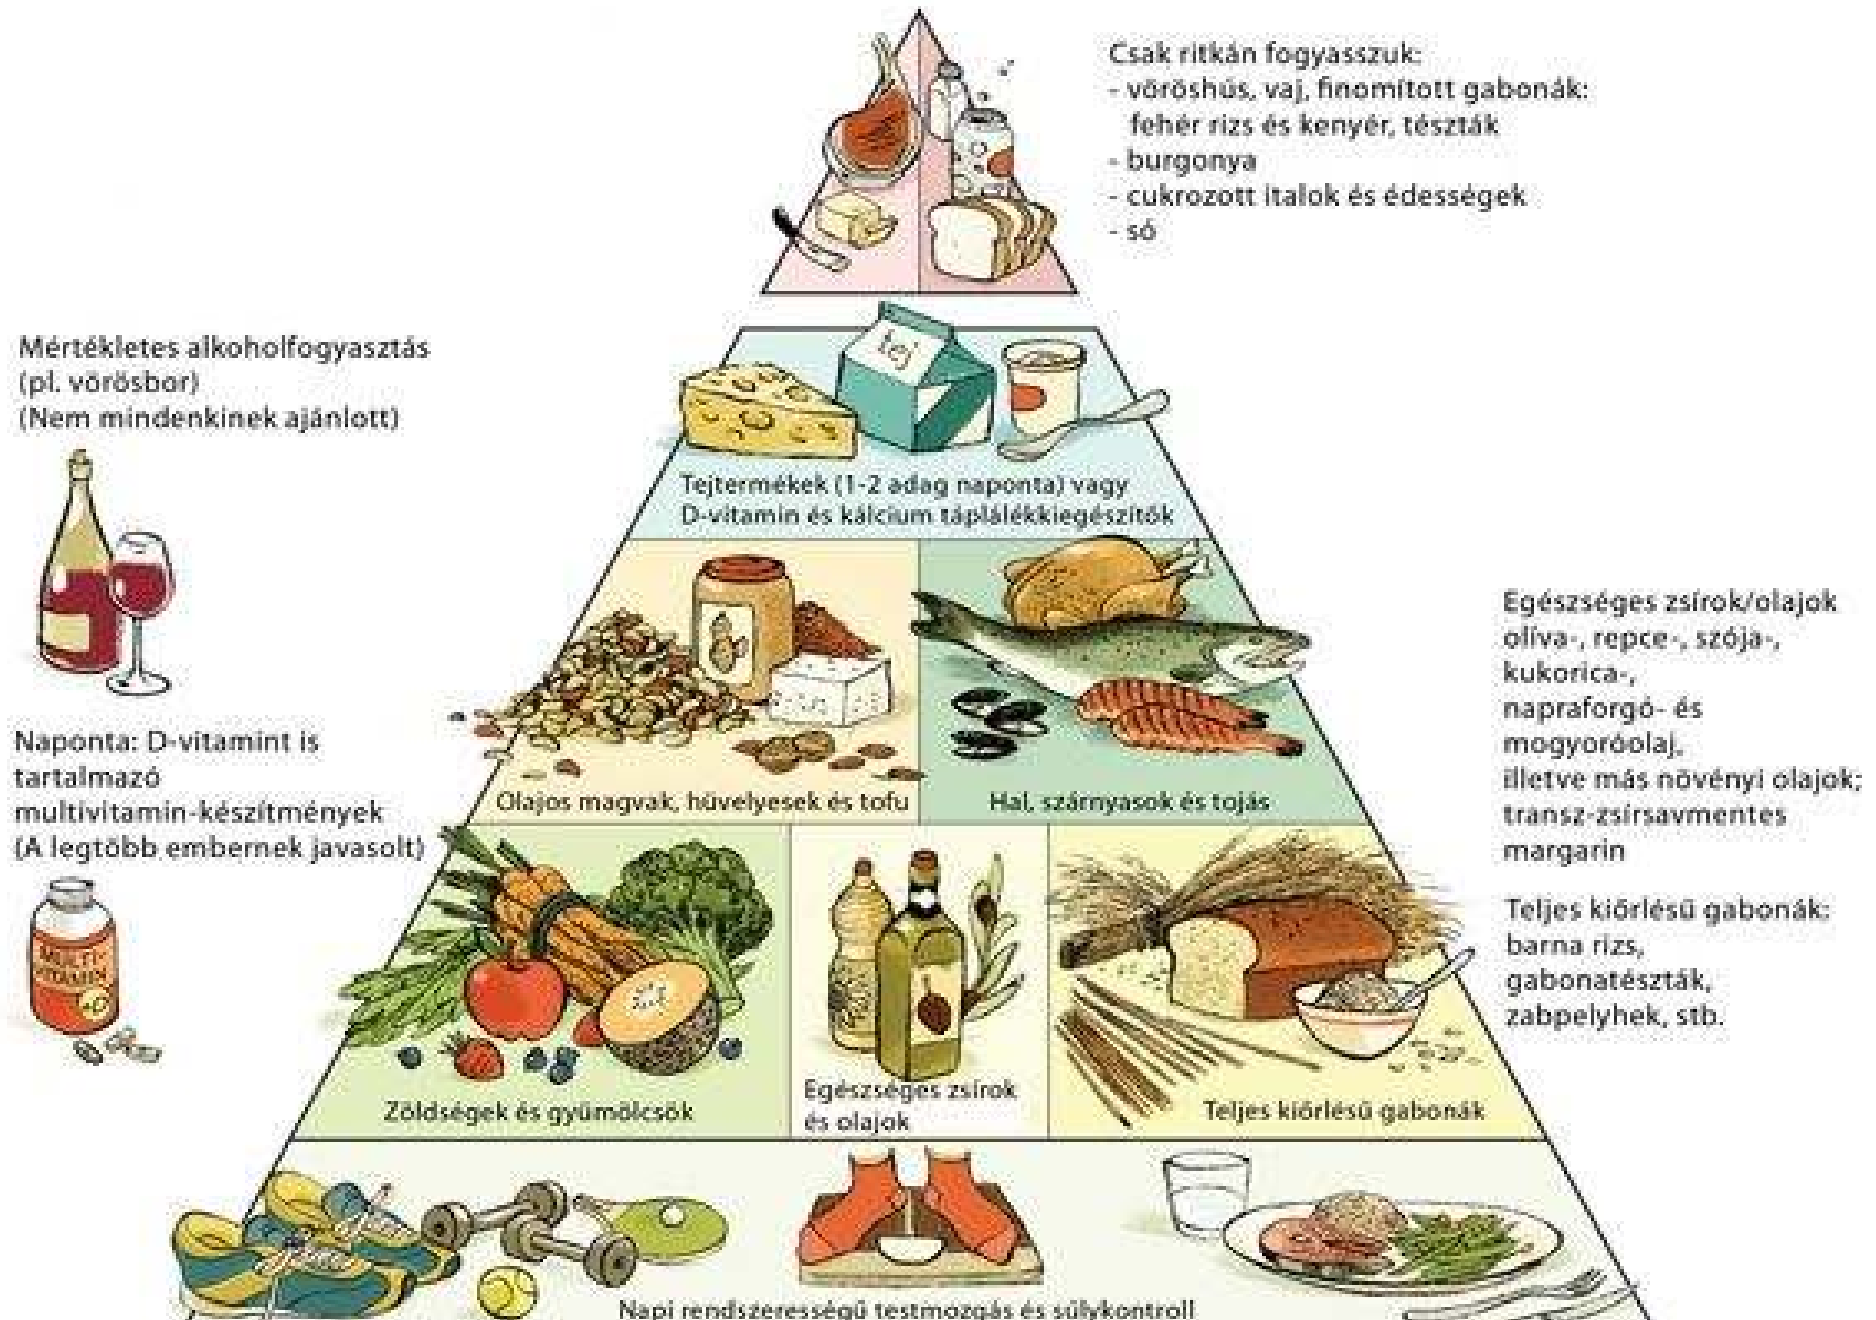 Csak ritkán fogyasszuk:
- vöröshús, vaj, finomított gabonák:
fehér rizs és kenyér, tészták
- burgonya
- cukrozott italok és édességek
- só
Mértékletes alkoholfogyasztás
(pl. vörösbor)
(Nem mindenkinek ajánlott)
tej
Tejtermékek (1-2 adag naponta) vagy
D-vitamin és kálcium táplálékkiegészítők
Olajos magvak, hüvelyesek és tofu
Hal, szárnyasok és tojás
Egészséges zsírok/olajok
olíva-, repce-, szója-,
kukorica-,
napraforgó- és
mogyoróolaj,
illetve más növényi olajok;
transz-zsírsavmentes
margarin
Naponta: D-vitamint is
tartalmazó
multivitamin-készítmények
(A legtöbb embernek javasolt)
MULTI-
VITAMIN
Teljes kiőrlésű gabonák:
barna rizs,
gabonatészták,
zabpelyhek, stb.
Zöldségek és gyümölcsök
Egészséges zsírok
és olajok
Teljes kiőrlésű gabonák
Napi rendszerességű testmozgás és súlykontroll